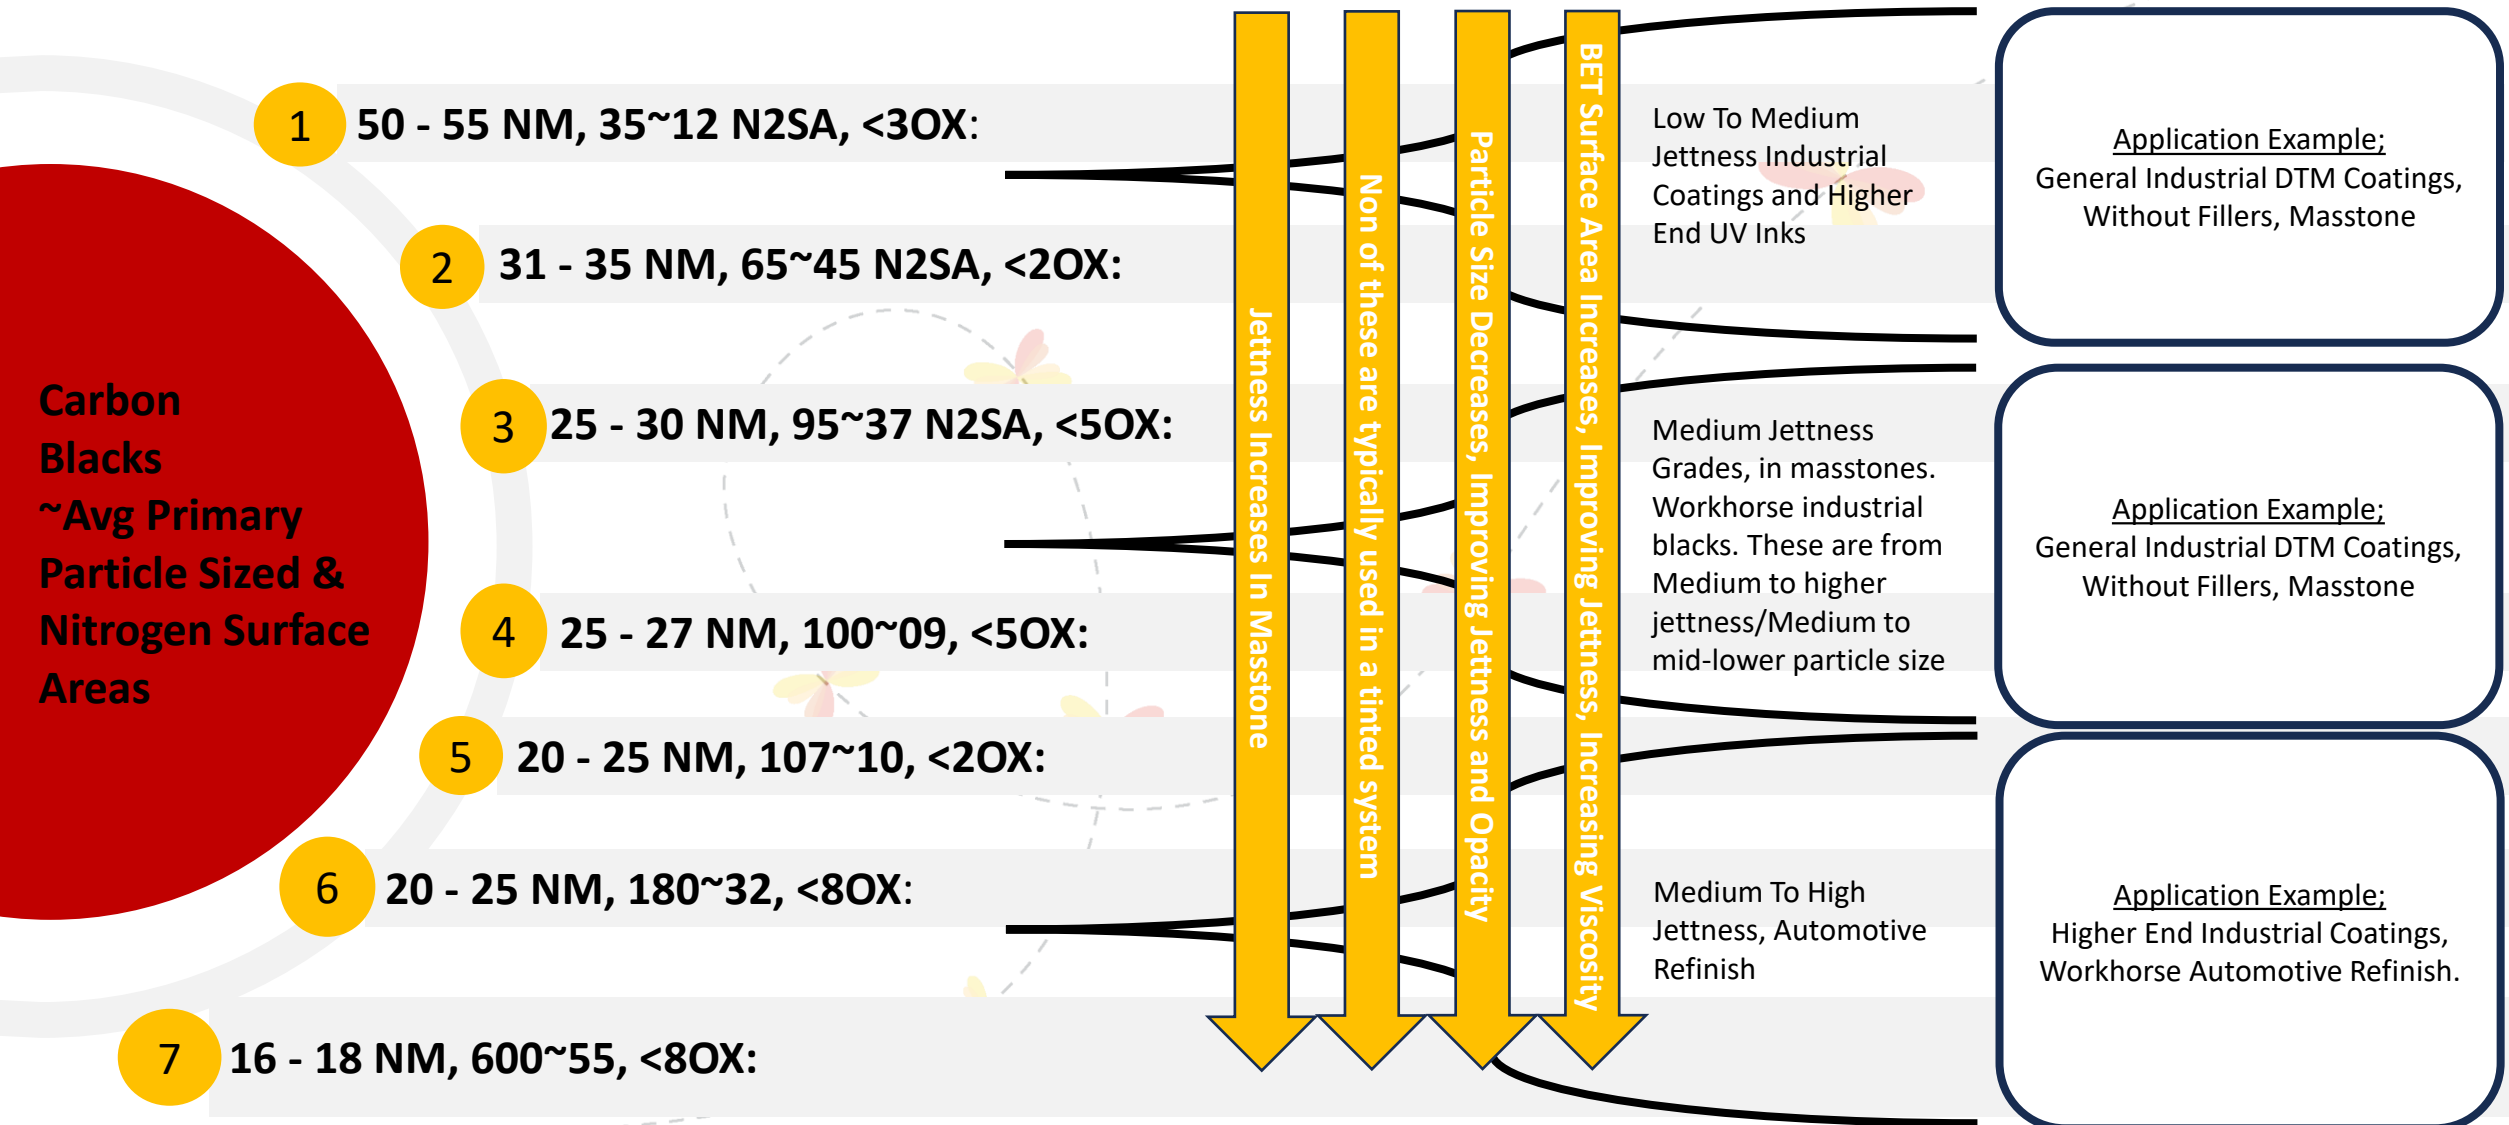 Carbon
Blacks
~Avg Primary
Particle Sized &
Nitrogen Surface
Areas
1
50 - 55 NM, 35~12 N2SA, <3OX:
2
31 - 35 NM, 65~45 N2SA, <2OX:
3
25 - 30 NM, 95~37 N2SA, <5OX:
4
25 - 27 NM, 100~09, <5OX:
5
20 - 25 NM, 107~10, <2OX:
6
20 - 25 NM, 180~32, <8OX:
7
16 - 18 NM, 600~55, <8OX:
Jettness Increases In Masstone
Non of these are typically used in a tinted system
Particle Size Decreases, Improving Jettness and Opacity
BET Surface Area Increases, Improving Jettness, Increasing Viscosity
Low To Medium
Jettness Industrial
Coatings and Higher
End UV Inks
Application Example;
General Industrial DTM Coatings,
Without Fillers, Masstone
Medium Jettness
Grades, in masstones.
Workhorse industrial
blacks. These are from
Medium to higher
jettness/Medium to
mid-lower particle size
Application Example;
General Industrial DTM Coatings,
Without Fillers, Masstone
Medium To High
Jettness, Automotive
Refinish
Application Example;
Higher End Industrial Coatings,
Workhorse Automotive Refinish.